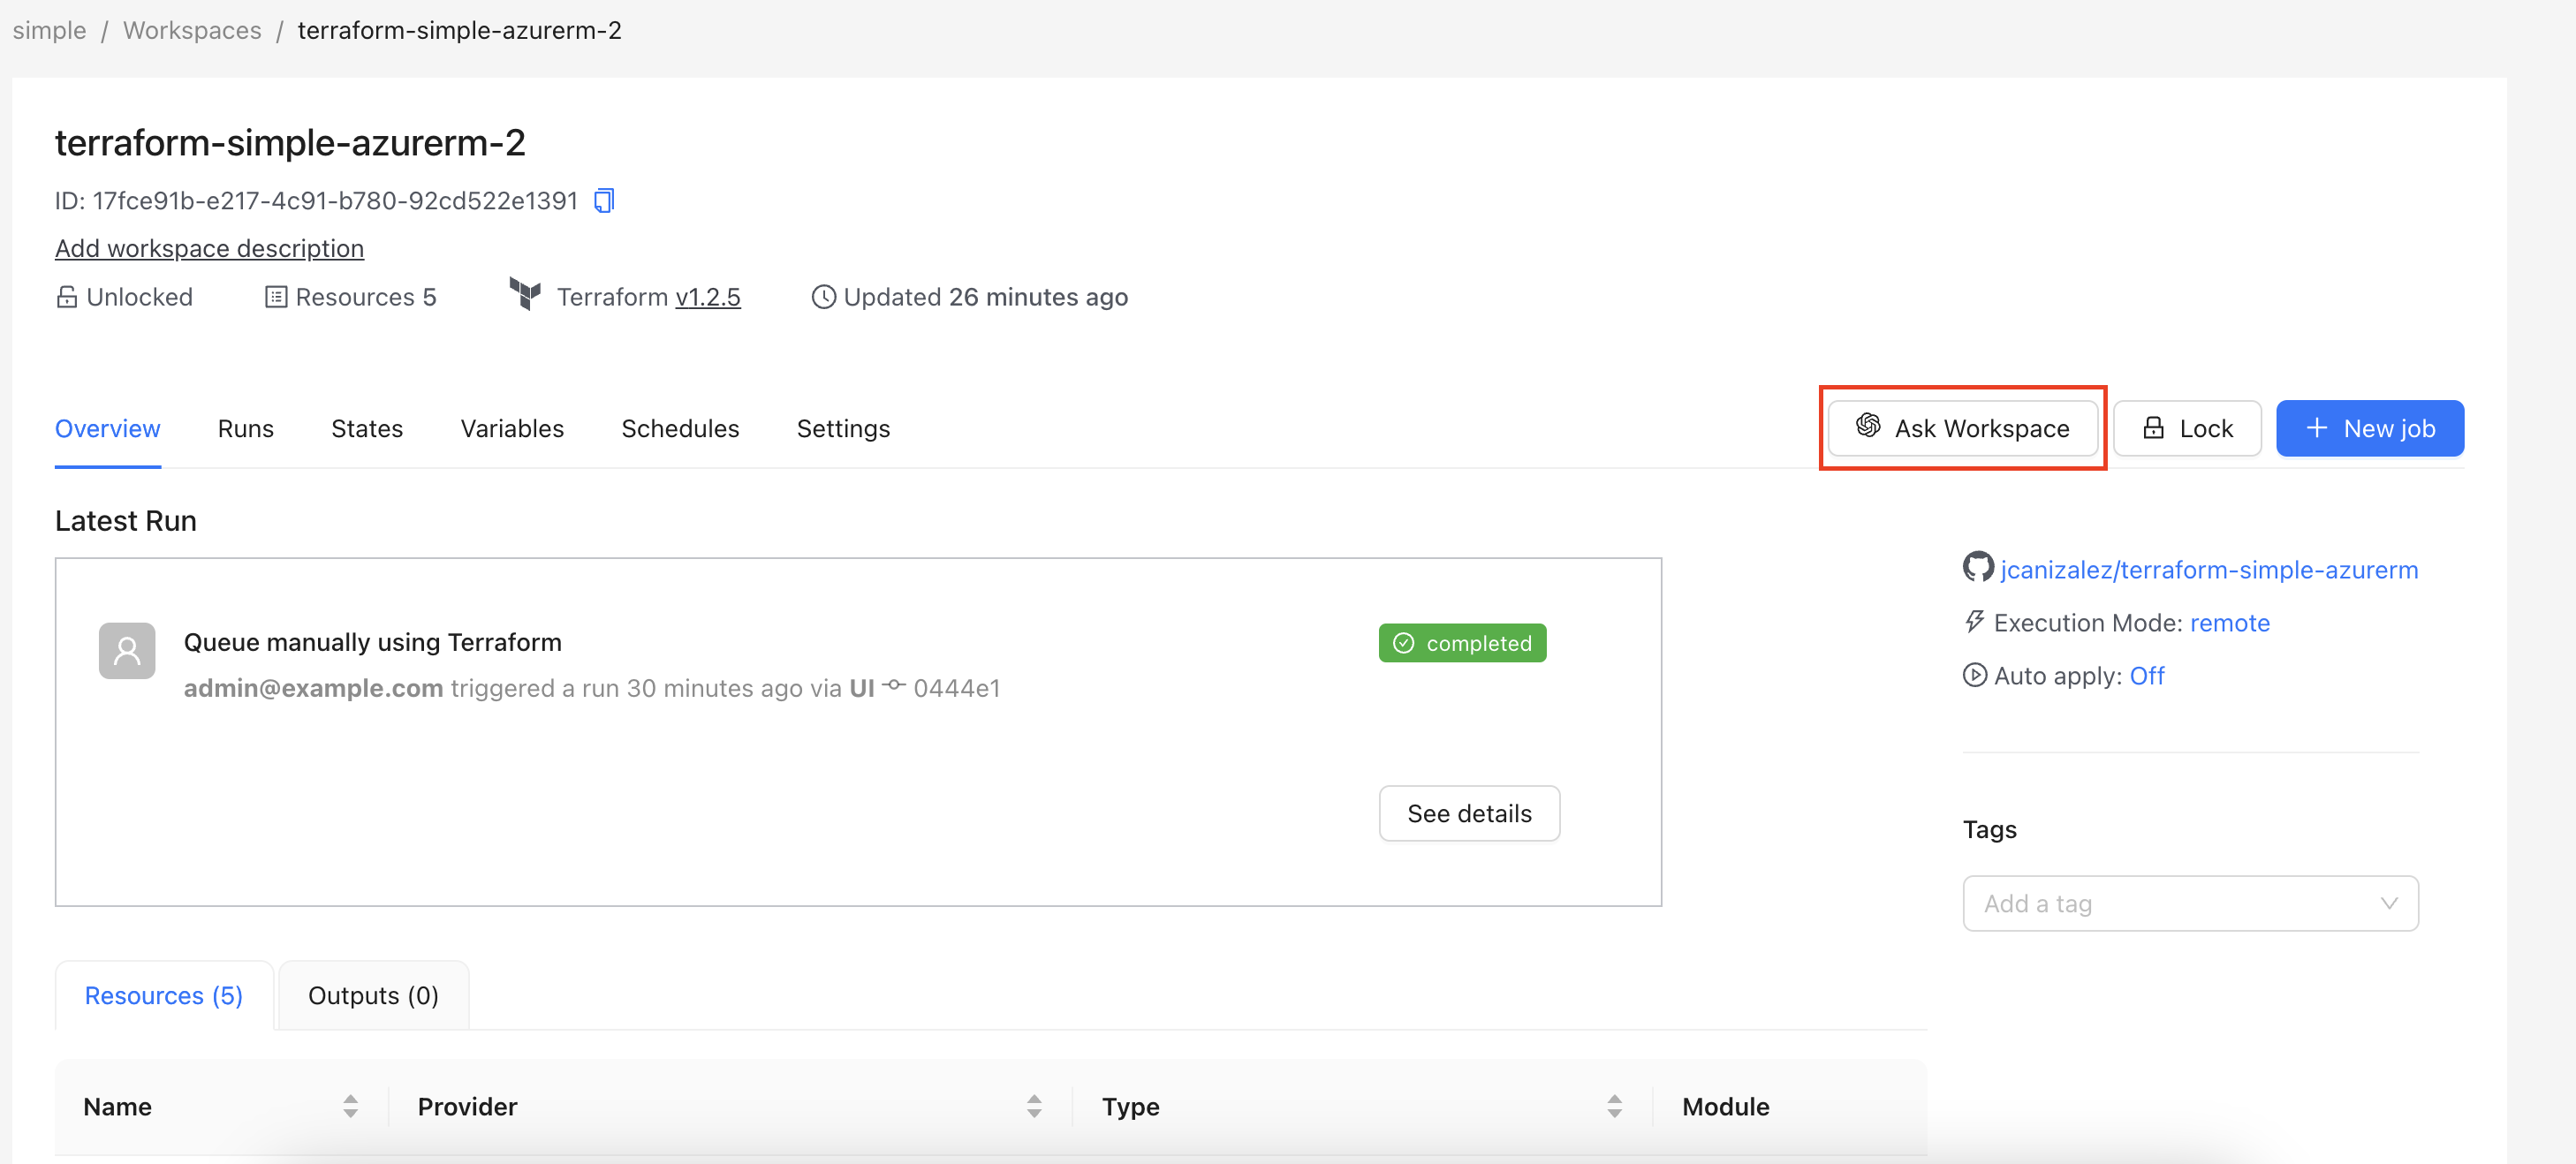 simple / Workspaces / terraform-simple-azurerm-2
terraform-simple-azurerm-2
ID: 17fce91b-e217-4c91-b780-92cd522e1391
Add workspace description
Unlocked Resources 5 Terraform v1.2.5 Updated 26 minutes ago
Overview Runs States Variables Schedules Settings Ask Workspace Lock + New job
Latest Run
Queue manually using Terraform completed
admin@example.com triggered a run 30 minutes ago via UI 0444e1
See details
jcanizalez/terraform-simple-azurerm
Execution Mode: remote
Auto apply: Off
Tags
Add a tag
Resources (5) Outputs (0)
Name Provider Type Module